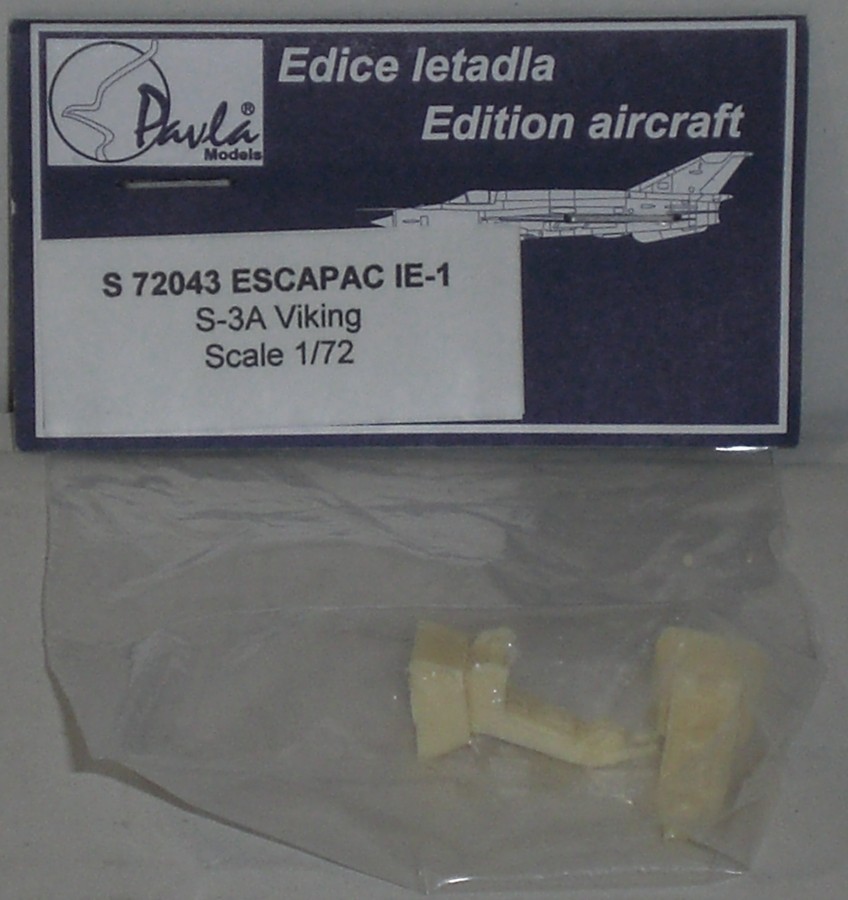 Pavla®
Models
Edice letadla
Edition aircraft
S 72043 ESCAPAC IE-1
S-3A Viking
Scale 1/72